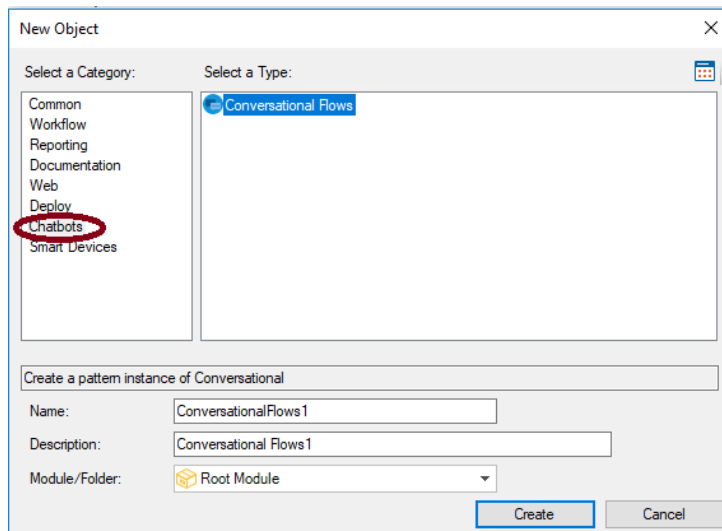 New Object
Select a Category:
Select a Type:
Common
Workflow
Reporting
Documentation
Web
Deploy
Chatbots
Smart Devices
Conversational Flows
Create a pattern instance of Conversational
Name:
ConversationalFlows1
Description:
Conversational Flows1
Module/Folder:
Root Module
Create
Cancel